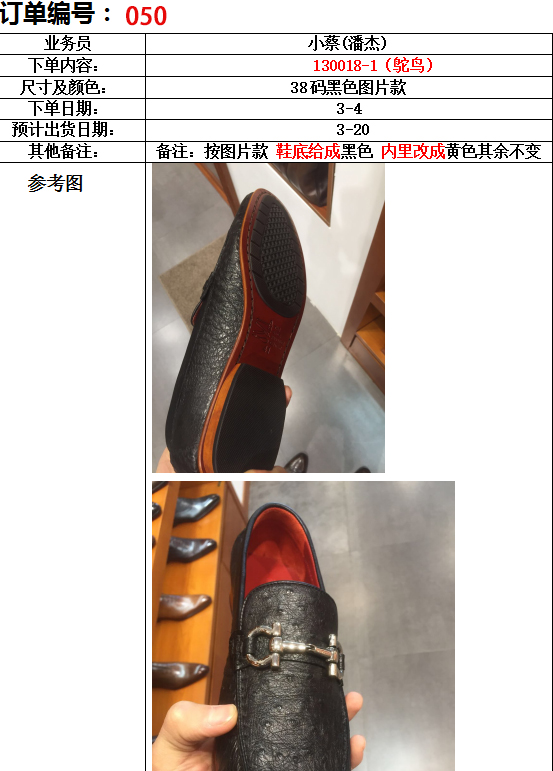 订单编号： 050
业务员 小蔡(潘杰)
下单内容： 130018-1（鸵鸟）
尺寸及颜色： 38码黑色图片款
下单日期： 3-4
预计出货日期： 3-20
其他备注： 备注：按图片款 鞋底给成黑色 内里改成黄色其余不变
参考图